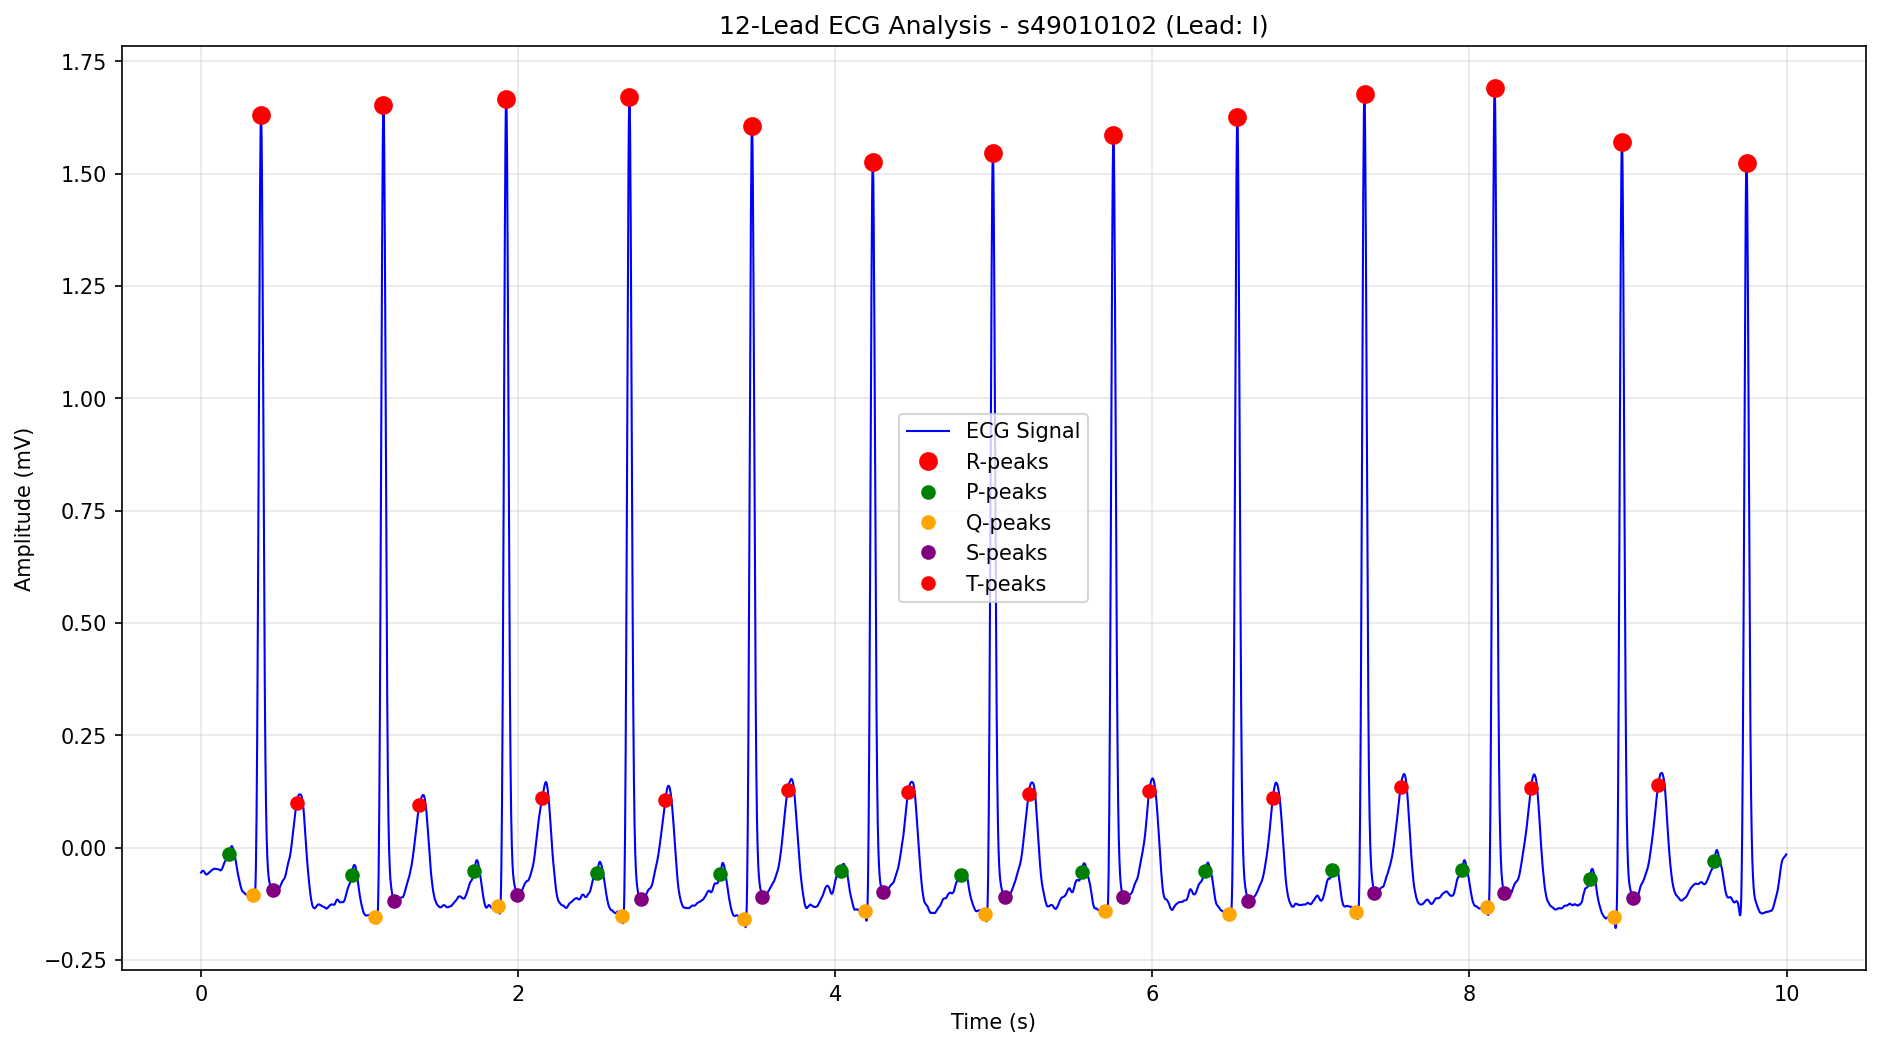 12-Lead ECG Analysis - s49010102 (Lead: I)
1.75
1.50
1.25
1.00
0.75
0.50
0.25
0.00
−0.25
Amplitude (mV)
ECG Signal
R-peaks
P-peaks
Q-peaks
S-peaks
T-peaks
0 2 4 6 8 10
Time (s)